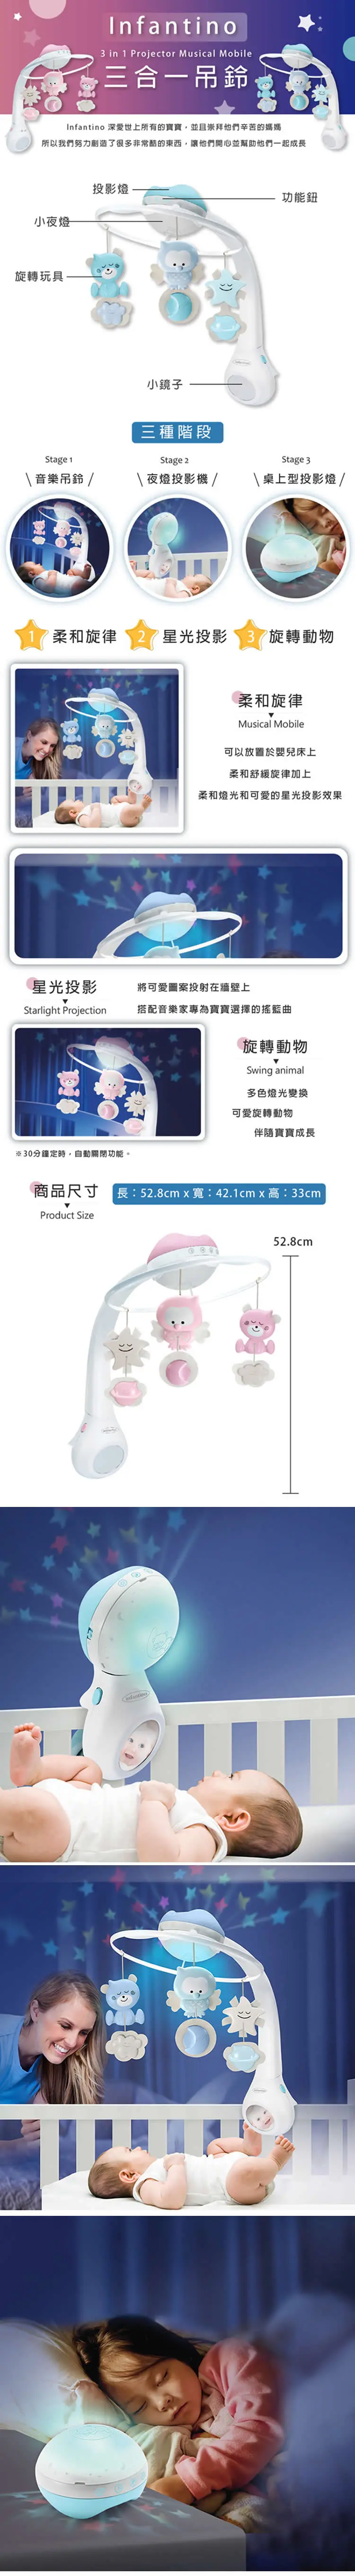 Infantino
3 in 1 Projector Musical Mobile
三合一吊鈴
Infantino 深愛世上所有的寶寶，並且崇拜他們辛苦的媽媽
所以我們努力創造了很多非常酷的東西，讓他們開心並幫助他們一起成長
投影燈
功能鈕
小夜燈
旋轉玩具
小鏡子
三種階段
Stage 1
\ 音樂吊鈴 /
Stage 2
\ 夜燈投影機 /
Stage 3
\ 桌上型投影燈 /
1 柔和旋律 2 星光投影 3 旋轉動物
柔和旋律
Musical Mobile
可以放置於嬰兒床上
柔和舒緩旋律加上
柔和燈光和可愛的星光投影效果
星光投影
Starlight Projection
將可愛圖案投射在牆壁上
搭配音樂家專為寶寶選擇的搖籃曲
旋轉動物
Swing animal
多色燈光變換
可愛旋轉動物
伴隨寶寶成長
※30分鐘定時，自動關閉功能。
商品尺寸
Product Size
長：52.8cm x 寬：42.1cm x 高：33cm
52.8cm